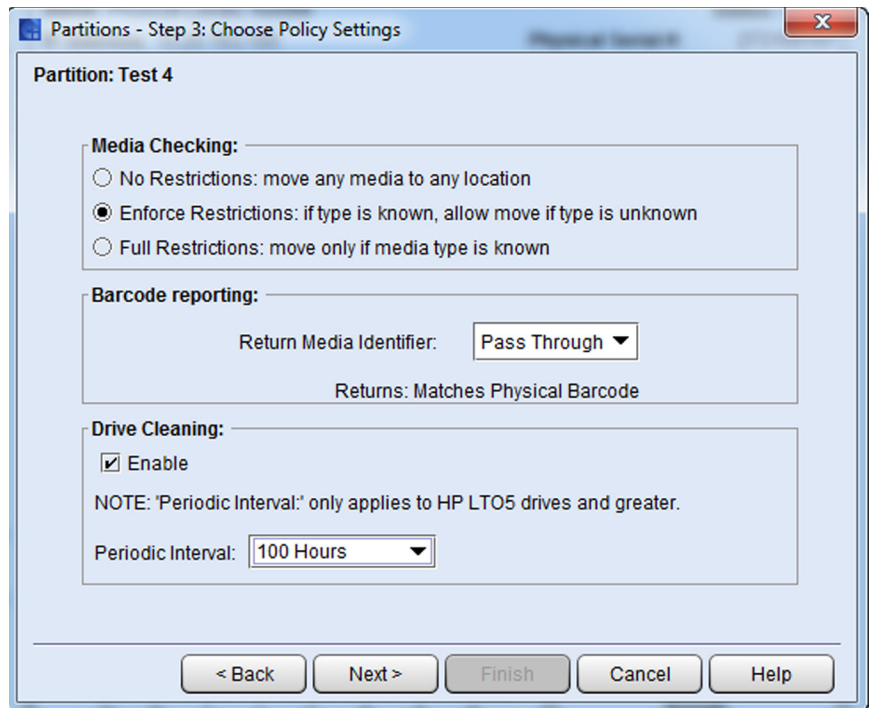 Partitions - Step 3: Choose Policy Settings
Partition: Test 4
Media Checking:
No Restrictions: move any media to any location
Enforce Restrictions: if type is known, allow move if type is unknown
Full Restrictions: move only if media type is known
Barcode reporting:
Return Media Identifier: Pass Through
Returns: Matches Physical Barcode
Drive Cleaning:
Enable
NOTE: 'Periodic Interval:' only applies to HP LTO5 drives and greater.
Periodic Interval: 100 Hours
< Back Next > Finish Cancel Help